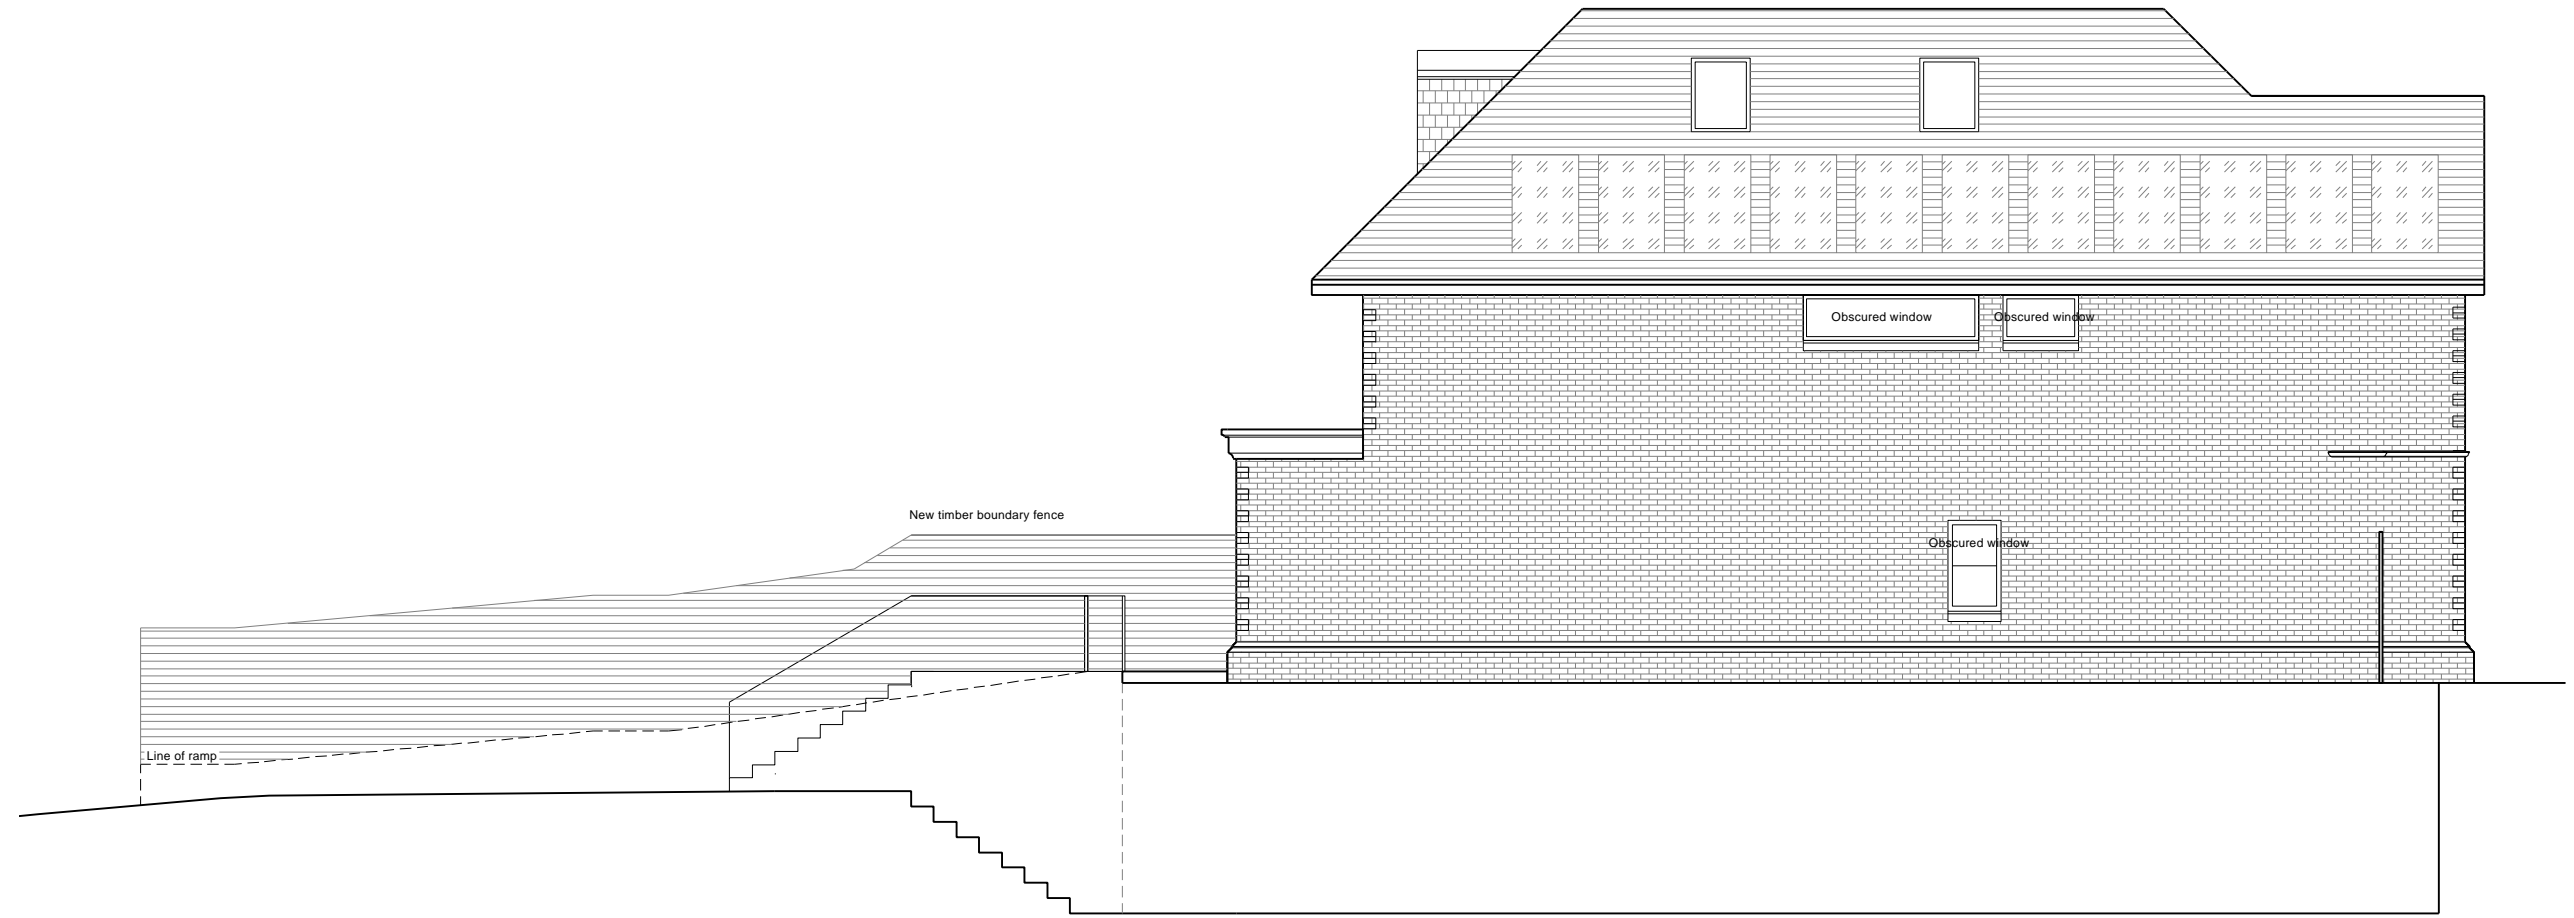 Obscured window
Obscured window
New timber boundary fence
Obscured window
Line of ramp